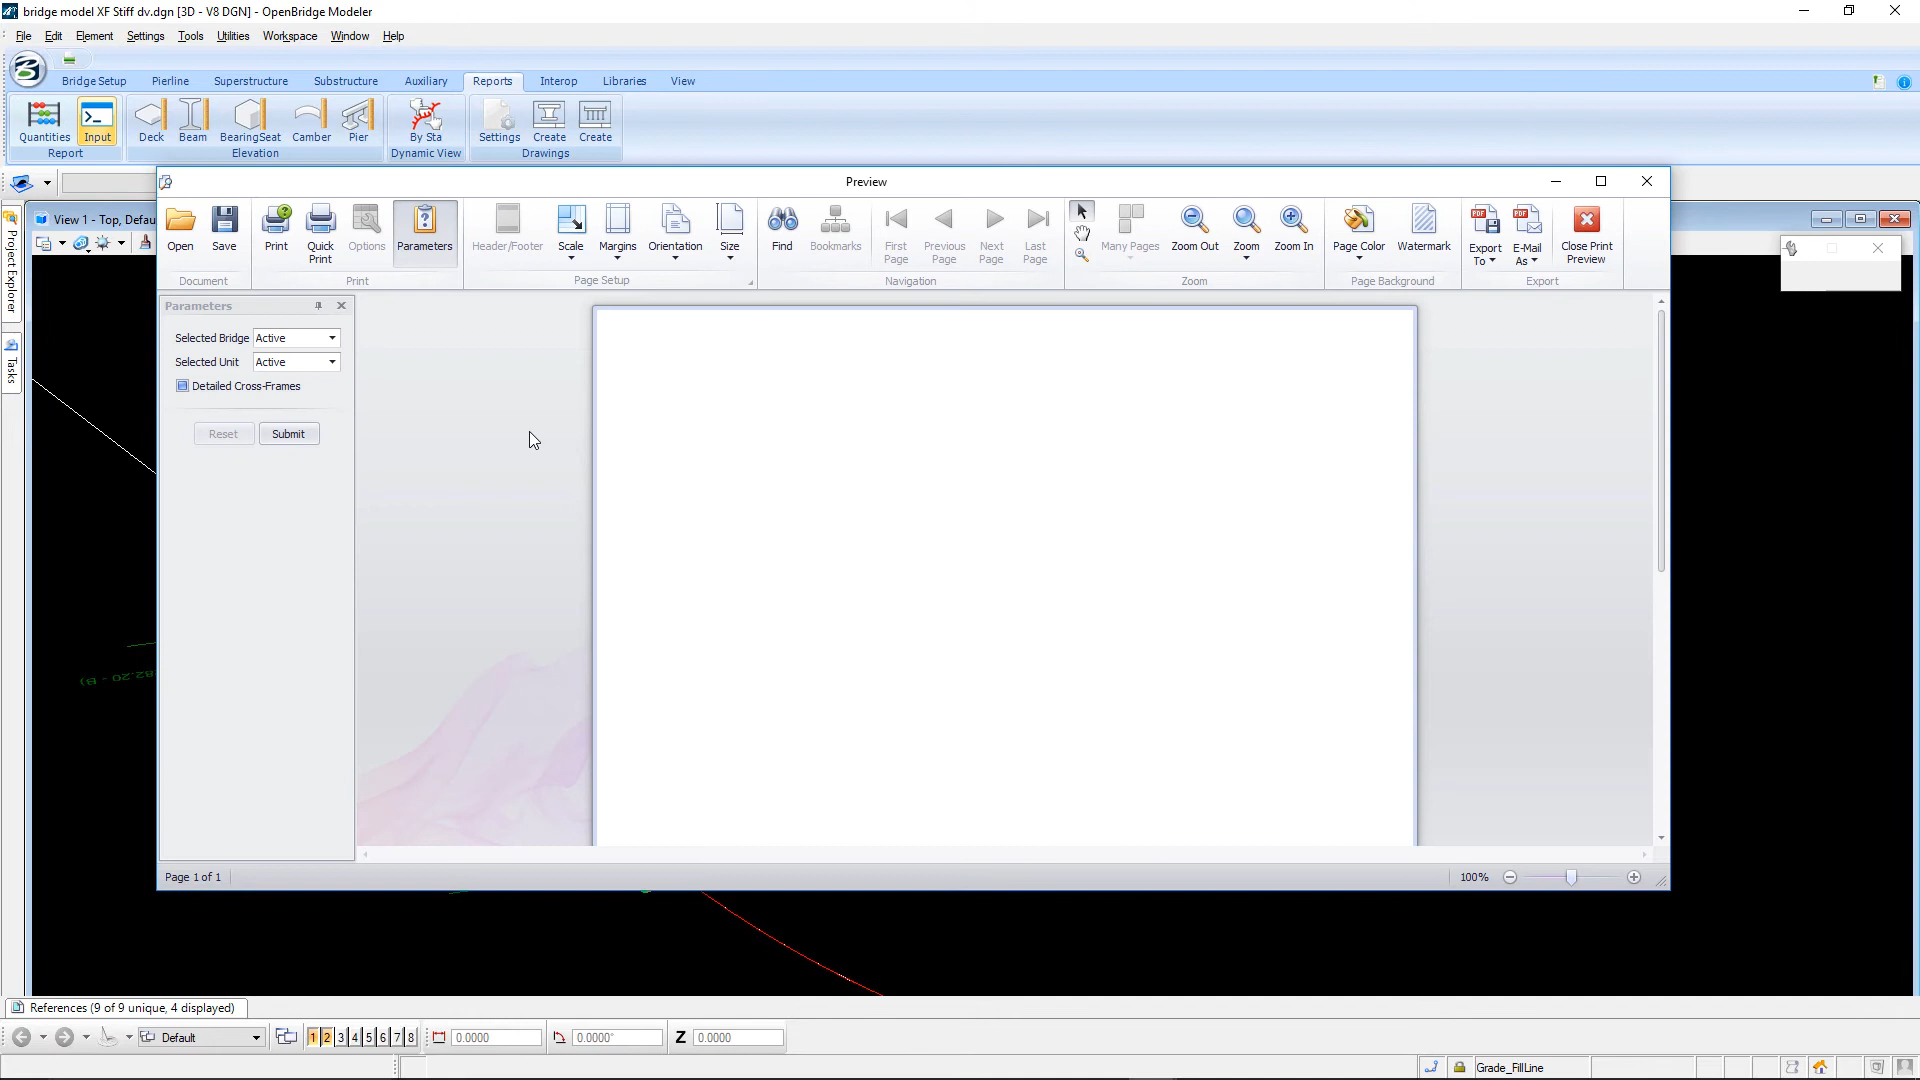 bridge model XF Stiff dv.dgn [3D - V8 DGN] - OpenBridge Modeler
File Edit Element Settings Tools Utilities Workspace Window Help
Bridge Setup Pierline Superstructure Substructure Auxiliary Reports Interop Libraries View
Quantities Input Deck Beam BearingSeat Camber Pier By Sta Settings Create Create
Report Elevation Dynamic View Drawings
Preview
View 1 - Top, Defau
Open Save Print Quick Print Options Parameters Header/Footer Scale Margins Orientation Size Find Bookmarks First Page Previous Page Next Page Last Page Many Pages Zoom Out Zoom Zoom In Page Color Watermark Export To E-Mail As Close Print Preview
Document Print Page Setup Navigation Zoom Page Background Export
Project Explorer
Tasks
Parameters
Selected Bridge Active
Selected Unit Active
Detailed Cross-Frames
Reset Submit
82.20 - B)
Page 1 of 1 100%
References (9 of 9 unique, 4 displayed)
Default 1 2 3 4 5 6 7 8 0.0000 0.0000° Z 0.0000
Grade_FillLine